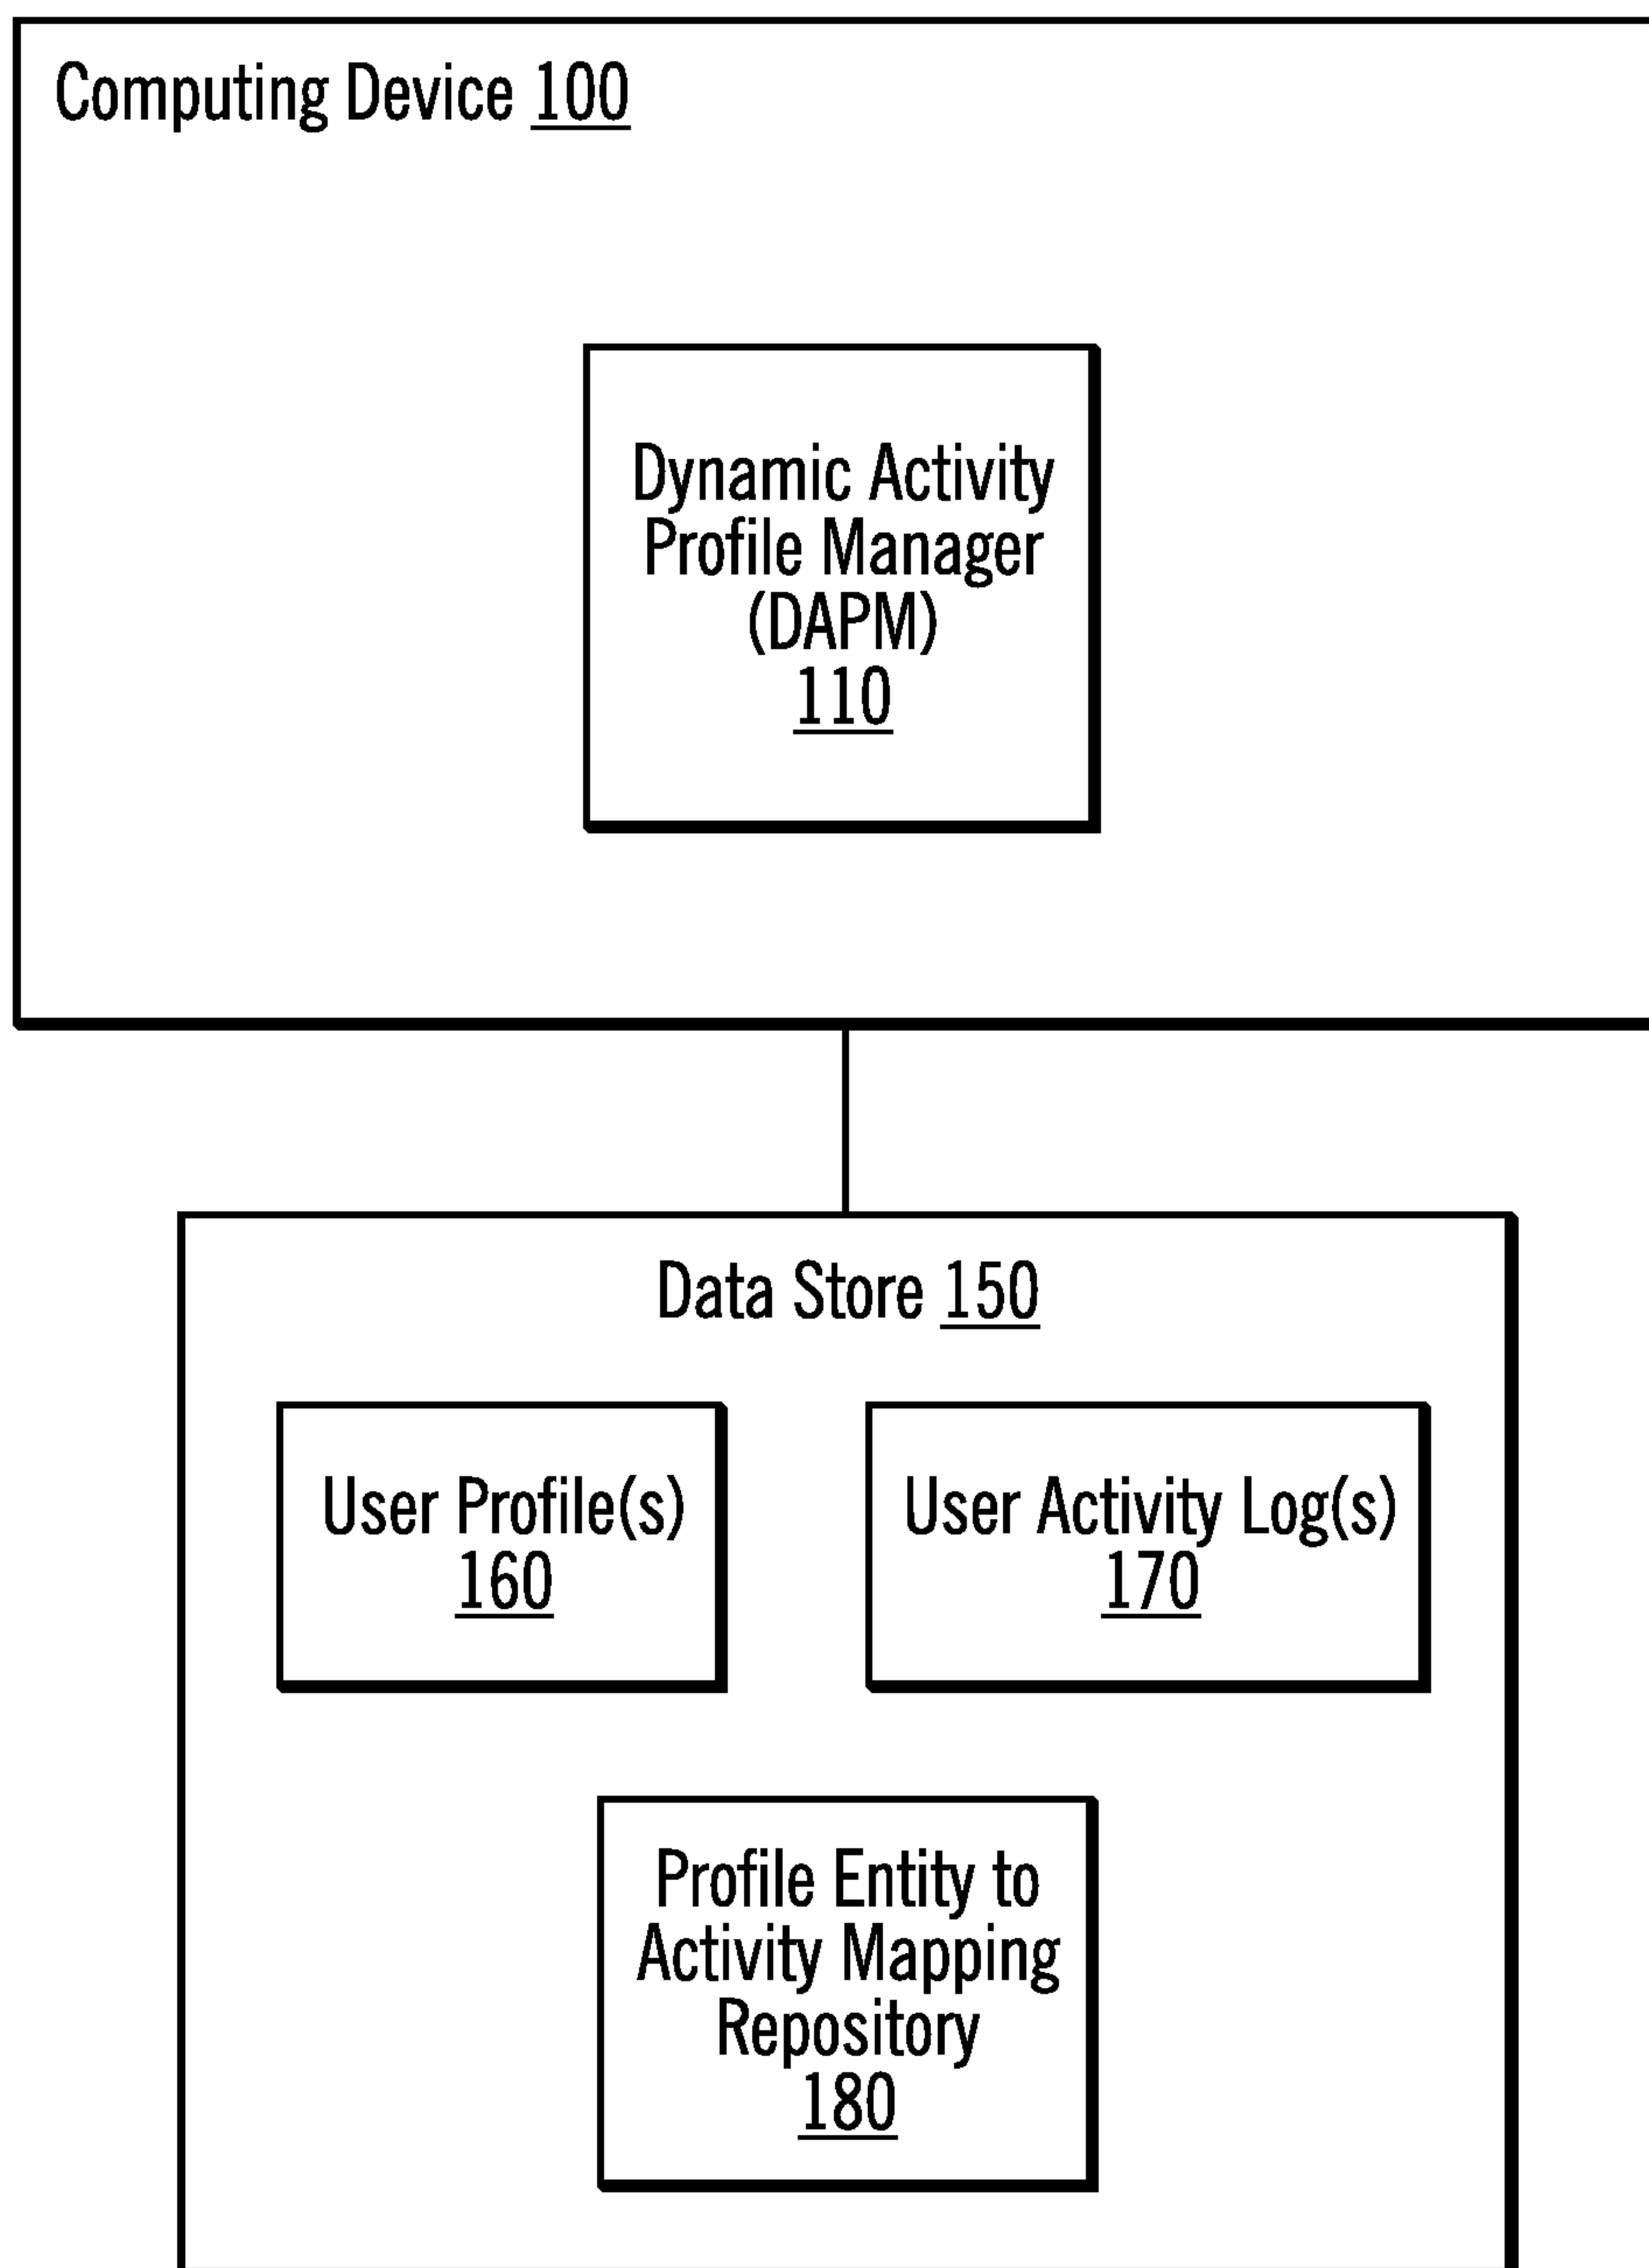 Computing Device 100
Dynamic Activity
Profile Manager
(DAPM)
110
Data Store 150
User Profile(s)
160
User Activity Log(s)
170
Profile Entity to
Activity Mapping
Repository
180